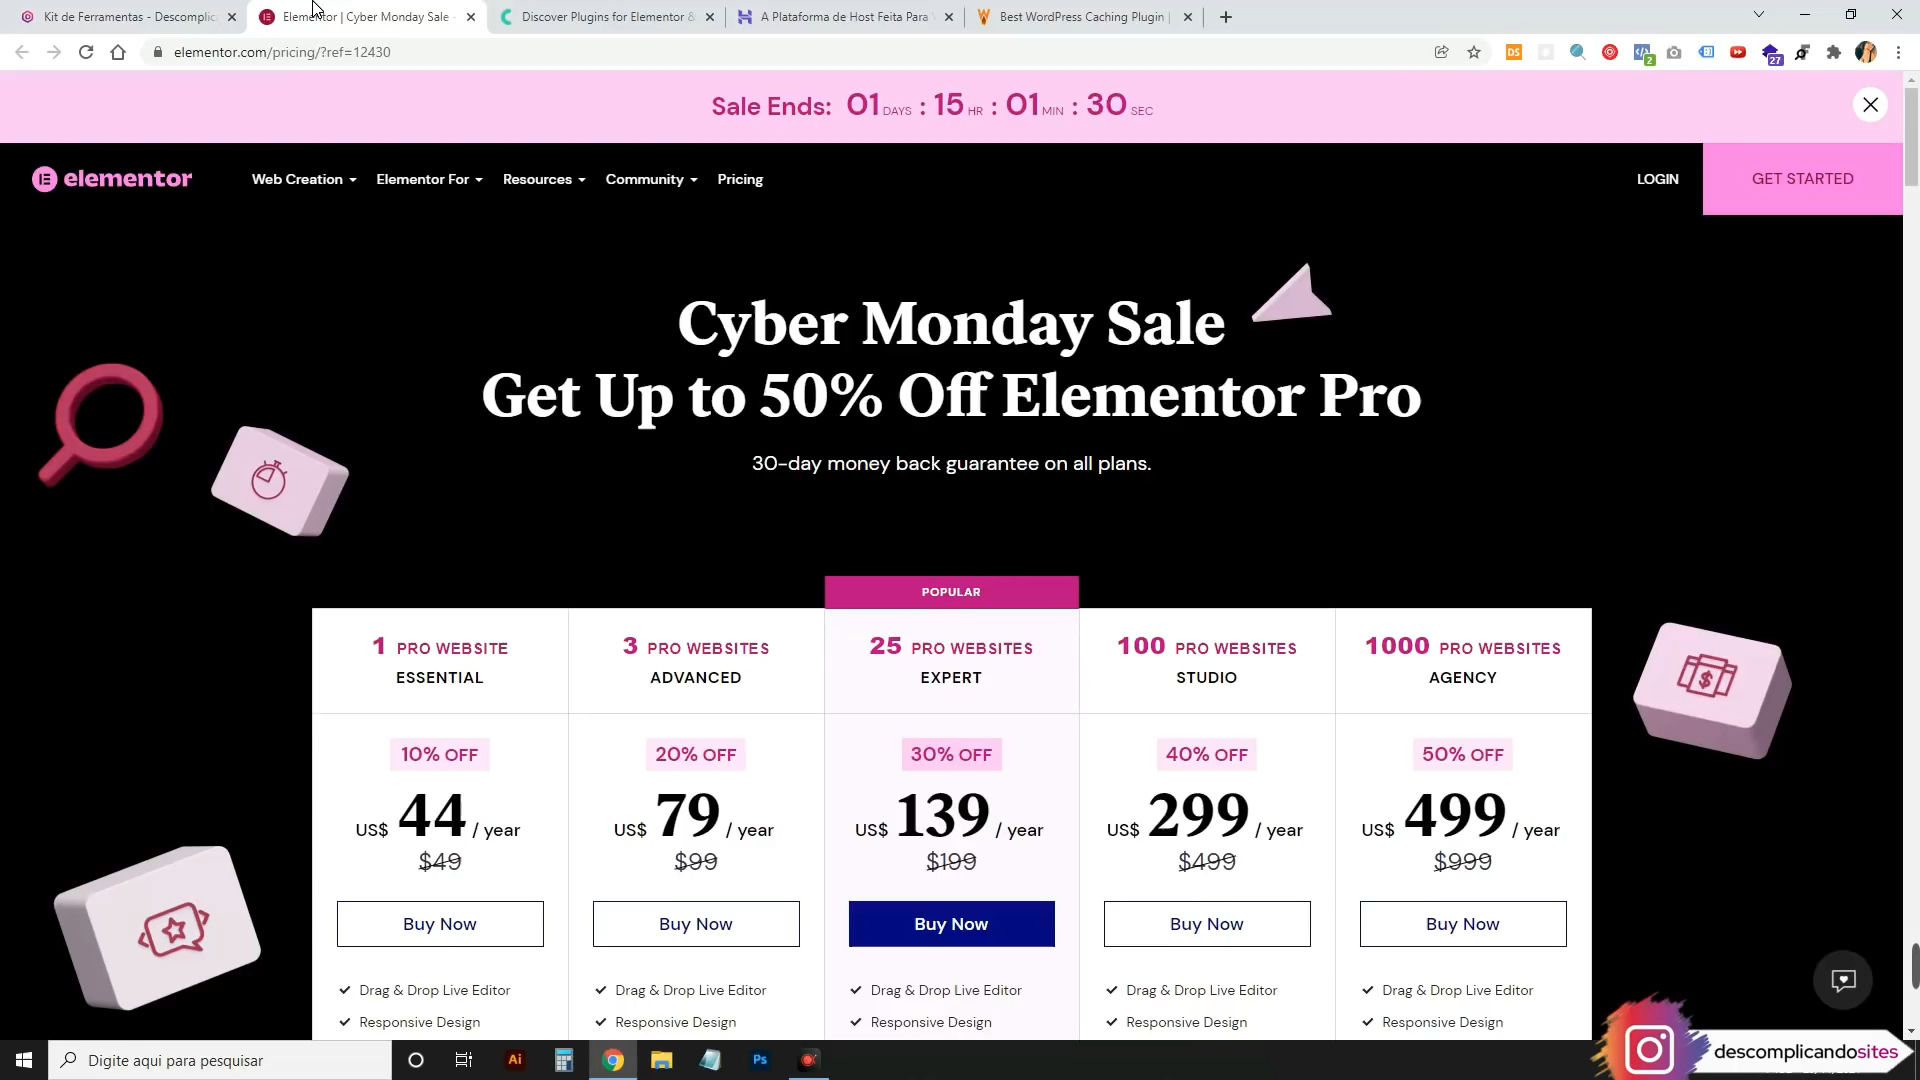 Kit de Ferramentas - Descomplic
Elementor | Cyber Monday Sale -
Discover Plugins for Elementor &
A Plataforma de Host Feita Para
Best WordPress Caching Plugin |
elementor.com/pricing/?ref=12430
DS
2
27
Sale Ends: 01 DAYS : 15 HR : 01 MIN : 30 SEC
elementor
Web Creation
Elementor For
Resources
Community
Pricing
LOGIN
GET STARTED
Cyber Monday Sale
Get Up to 50% Off Elementor Pro
30-day money back guarantee on all plans.
POPULAR
1 PRO WEBSITE
ESSENTIAL
10% OFF
US$ 44 / year
$49
Buy Now
Drag & Drop Live Editor
Responsive Design
3 PRO WEBSITES
ADVANCED
20% OFF
US$ 79 / year
$99
Buy Now
Drag & Drop Live Editor
Responsive Design
25 PRO WEBSITES
EXPERT
30% OFF
US$ 139 / year
$199
Buy Now
Drag & Drop Live Editor
Responsive Design
100 PRO WEBSITES
STUDIO
40% OFF
US$ 299 / year
$499
Buy Now
Drag & Drop Live Editor
Responsive Design
1000 PRO WEBSITES
AGENCY
50% OFF
US$ 499 / year
$999
Buy Now
Drag & Drop Live Editor
Responsive Design
Digite aqui para pesquisar
Ai
Ps
descomplicandosites